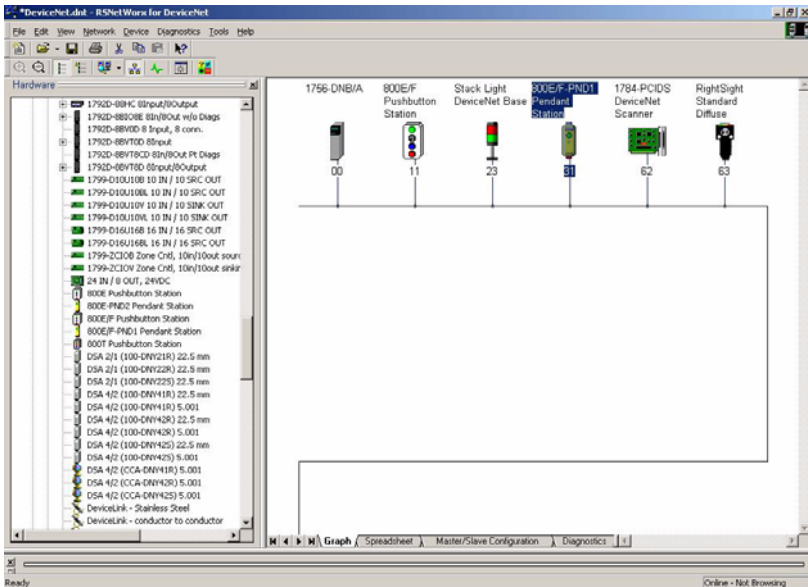 *DeviceNet.dnt - RSNetWorx for DeviceNet
File Edit View Network Device Diagnostics Tools Help
Hardware
1792D-8BHC 8Input/8Output
1792D-8BIO8E 8In/8Out w/o Diags
1792D-8BV0D 8 Input, 8 conn.
1792D-8BVT0D 8Input
1792D-8BVT8CD 8In/8Out Pt Diags
1792D-8BVT8D 8Input/8Output
1799-D10U10B 10 IN / 10 SRC OUT
1799-D10U10BL 10 IN / 10 SRC OUT
1799-D10U10V 10 IN / 10 SINK OUT
1799-D10U10VL 10 IN / 10 SINK OUT
1799-D16U16B 16 IN / 16 SRC OUT
1799-D16U16BL 16 IN / 16 SRC OUT
1799-ZCIOB Zone Cntl, 10in/10out sourc
1799-ZCIOV Zone Cntl, 10in/10out sinkir
24 IN / 8 OUT, 24VDC
800E Pushbutton Station
800E-PND2 Pendant Station
800E/F Pushbutton Station
800E/F-PND1 Pendant Station
800T Pushbutton Station
DSA 2/1 (100-DNY21R) 22.5 mm
DSA 2/1 (100-DNY22R) 22.5 mm
DSA 2/1 (100-DNY22S) 22.5 mm
DSA 4/2 (100-DNY41R) 22.5 mm
DSA 4/2 (100-DNY41R) 5.001
DSA 4/2 (100-DNY42R) 22.5 mm
DSA 4/2 (100-DNY42R) 5.001
DSA 4/2 (100-DNY42S) 22.5 mm
DSA 4/2 (100-DNY42S) 5.001
DSA 4/2 (CCA-DNY41R) 5.001
DSA 4/2 (CCA-DNY42R) 5.001
DSA 4/2 (CCA-DNY42S) 5.001
DeviceLink - Stainless Steel
DeviceLink - conductor to conductor
1756-DNB/A
00
800E/F
Pushbutton
Station
11
Stack Light
DeviceNet Base
23
800E/F-PND1
Pendant
Station
31
1784-PCIDS
DeviceNet
Scanner
62
RightSight
Standard
Diffuse
63
Graph Spreadsheet Master/Slave Configuration Diagnostics
Ready
Online - Not Browsing